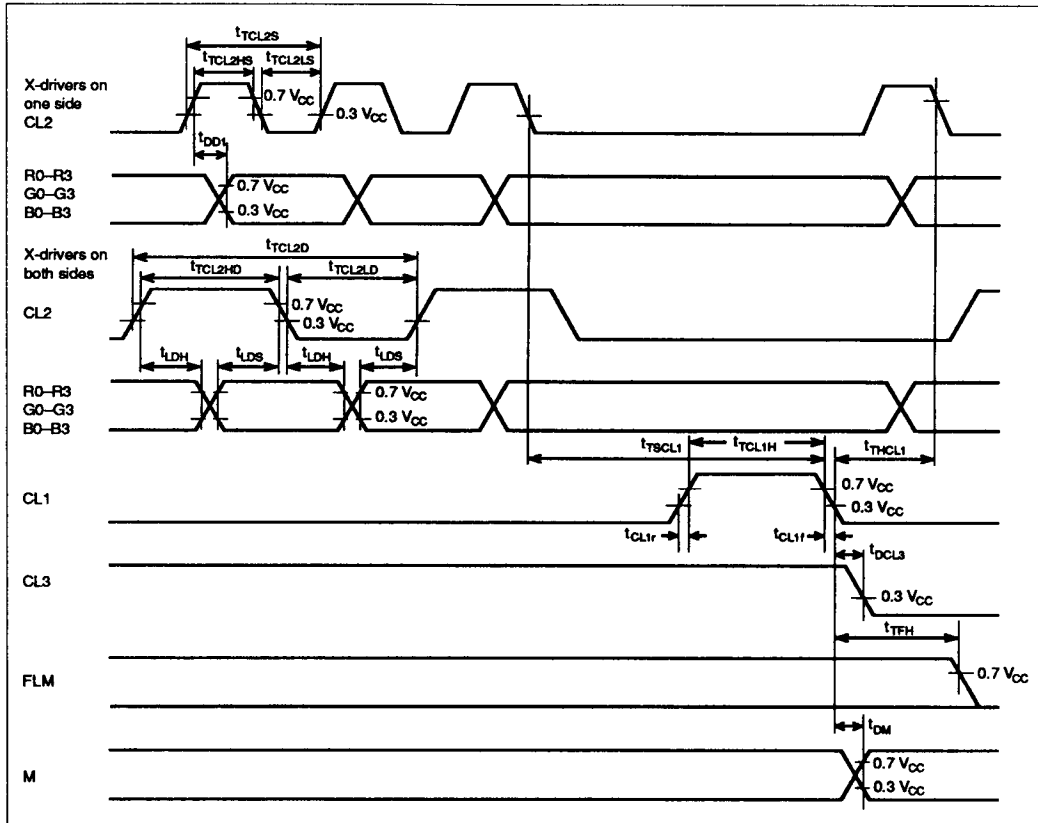 tTCL2S
tTCL2HS tTCL2LS
X-drivers on
one side
CL2
0.7 VCC
0.3 VCC
tDD1
R0–R3
G0–G3
B0–B3
0.7 VCC
0.3 VCC
X-drivers on
both sides
CL2
tTCL2D
tTCL2HD tTCL2LD
0.7 VCC
0.3 VCC
tLDH tLDS tLDH tLDS
R0–R3
G0–G3
B0–B3
0.7 VCC
0.3 VCC
tTSCL1 tTCL1H tTHCL1
CL1
0.7 VCC
0.3 VCC
tCL1r tCL1f tDCL3
CL3
0.3 VCC
tTFH
FLM
0.7 VCC
tDM
M
0.7 VCC
0.3 VCC